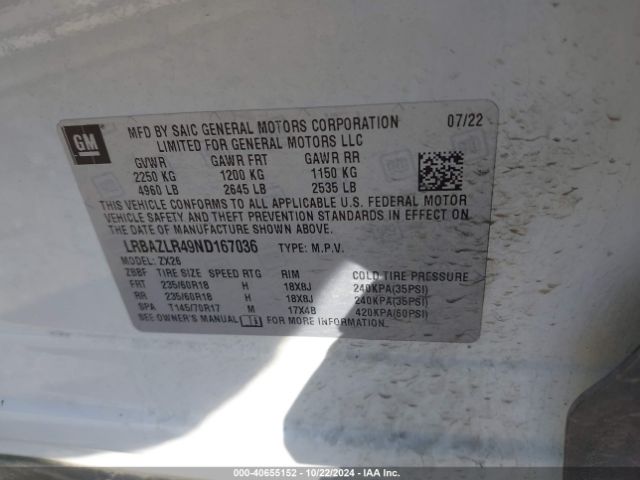 GM
MFD BY SAIC GENERAL MOTORS CORPORATION 07/22
LIMITED FOR GENERAL MOTORS LLC
GVWR GAWR FRT GAWR RR
2250 KG 1200 KG 1150 KG
4960 LB 2645 LB 2535 LB
THIS VEHICLE CONFORMS TO ALL APPLICABLE U.S. FEDERAL MOTOR
VEHICLE SAFETY AND THEFT PREVENTION STANDARDS IN EFFECT
ON THE DATE OF MANUFACTURE SHOWN ABOVE.
LRBAZLR49ND167036 TYPE: M.P.V.
MODEL: ZX26
ZBBF TIRE SIZE SPEED RTG RIM COLD TIRE PRESSURE
FRT 235/60R18 H 18X8J 240KPA(35PSI)
RR 235/60R18 H 18X8J 240KPA(35PSI)
SPA T145/70R17 M 17X4B 420KPA(60PSI)
SEE OWNER'S MANUAL FOR MORE INFORMATION.
000-40655152 - 10/22/2024 - IAA Inc.